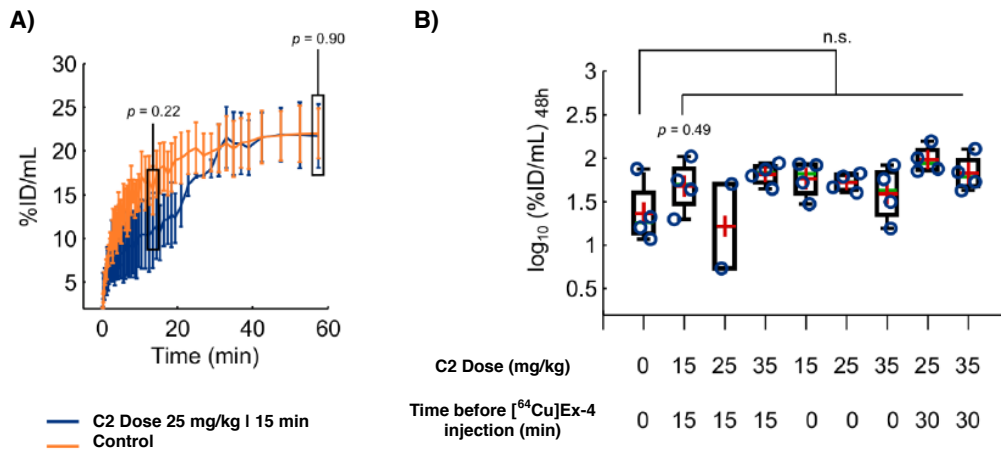 A)
p = 0.90
p = 0.22
30
25
20
15
10
5
%ID/mL
0 20 40 60
Time (min)
C2 Dose 25 mg/kg I 15 min
Control
B)
n.s.
p = 0.49
3
2.5
2
1.5
1
0.5
log₁₀ (%ID/mL) 48h
C2 Dose (mg/kg) 0 15 25 35 15 25 35 25 35
Time before [⁶⁴Cu]Ex-4
injection (min) 0 15 15 15 0 0 0 30 30